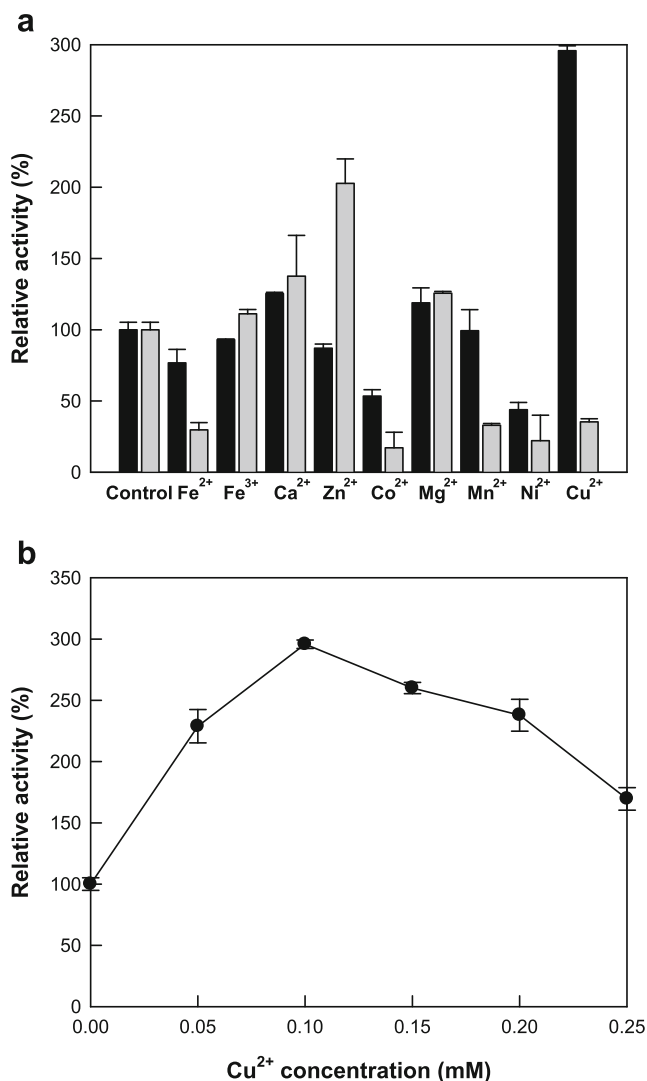 a
Relative activity (%)
300
250
200
150
100
50
0
Control Fe²⁺ Fe³⁺ Ca²⁺ Zn²⁺ Co²⁺ Mg²⁺ Mn²⁺ Ni²⁺ Cu²⁺
b
Relative activity (%)
350
300
250
200
150
100
50
0
0.00 0.05 0.10 0.15 0.20 0.25
Cu²⁺ concentration (mM)